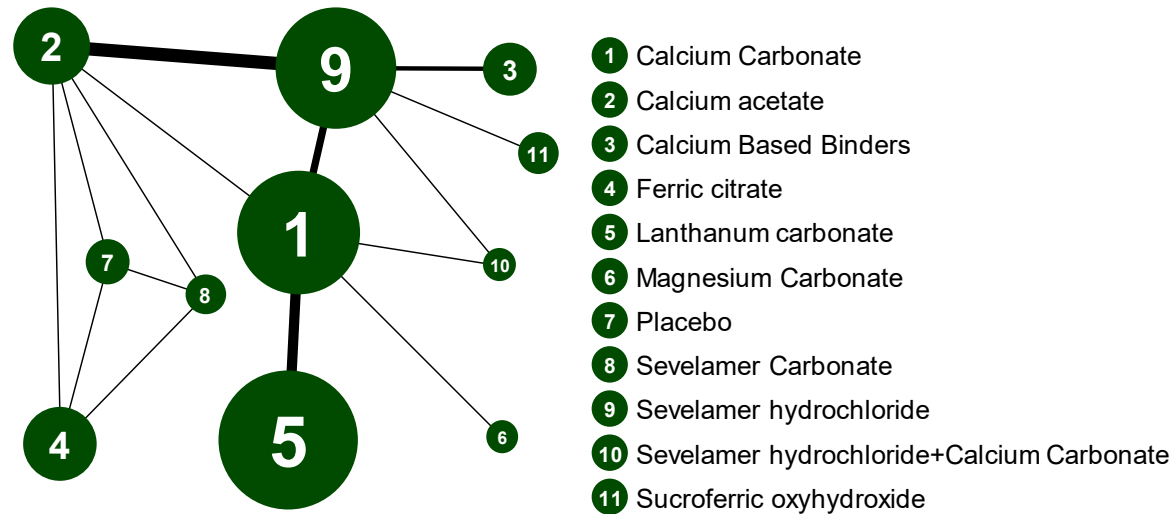 2
9
3
11
1
7
8
10
4
5
6
1 Calcium Carbonate
2 Calcium acetate
3 Calcium Based Binders
4 Ferric citrate
5 Lanthanum carbonate
6 Magnesium Carbonate
7 Placebo
8 Sevelamer Carbonate
9 Sevelamer hydrochloride
10 Sevelamer hydrochloride+Calcium Carbonate
11 Sucroferric oxyhydroxide